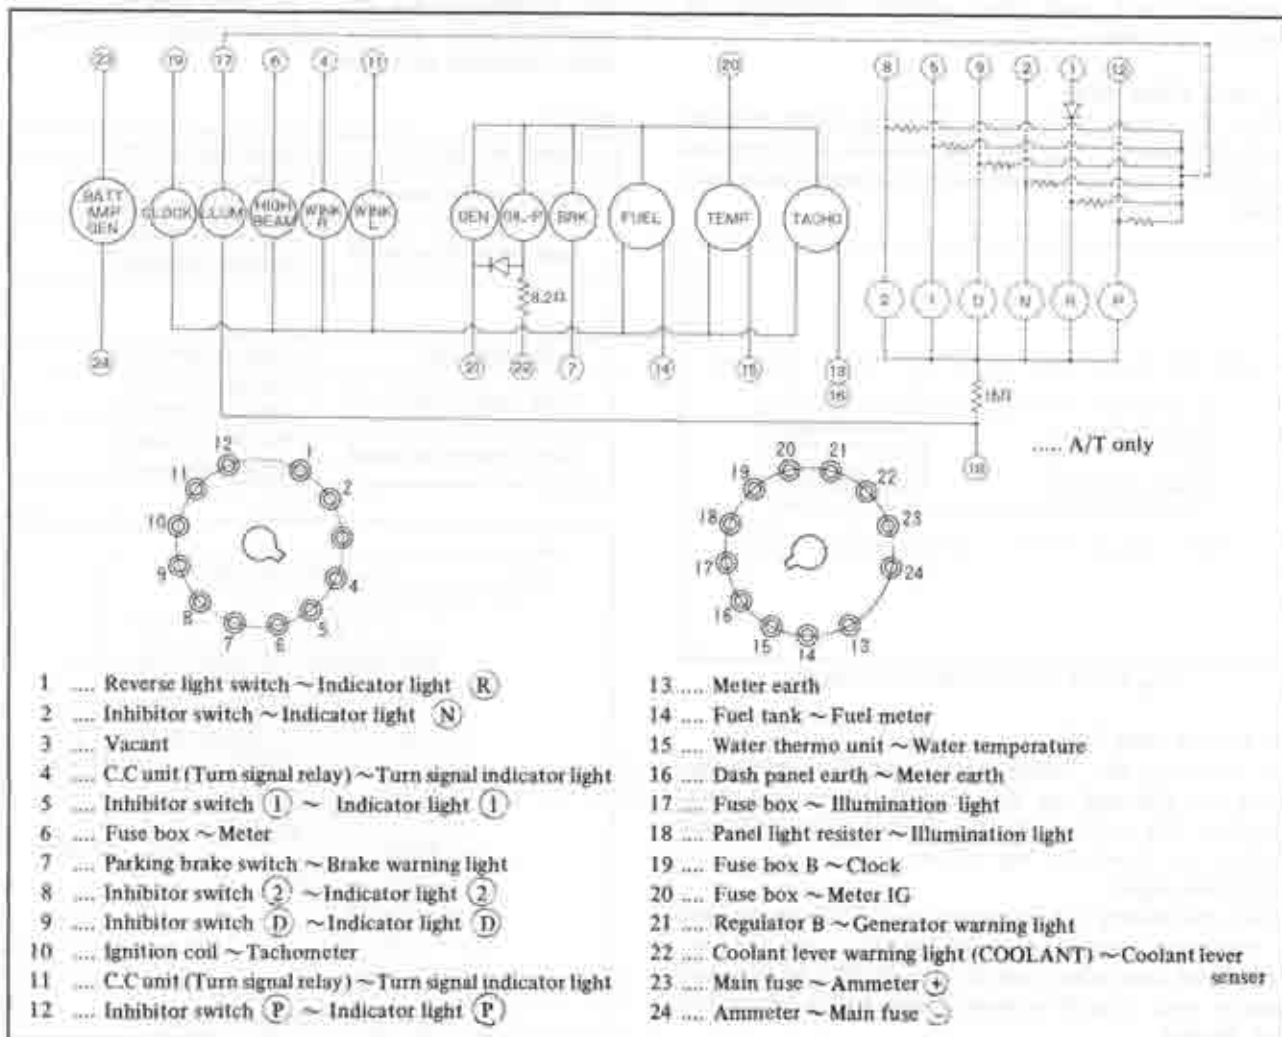 23 19 17 6 4 11 20 8 5 9 2 1 12
BATT AMP GEN
CLOCK
ILLUM
HIGH BEAM
WINK R
WINK L
GEN
OIL-P
BRK
FUEL
TEMP
TACHO
8.2Ω
2 1 D N R P
24 21 22 7 14 15 13
16
..... A/T only
18
12 1
11 2
10
9 4
8 5
7 6
20 21
19 22
18 23
17 24
16
15 14 13
1 .... Reverse light switch ~ Indicator light (R)
2 .... Inhibitor switch ~ Indicator light (N)
3 .... Vacant
4 .... C.C unit (Turn signal relay) ~ Turn signal indicator light
5 .... Inhibitor switch (1) ~ Indicator light (1)
6 .... Fuse box ~ Meter
7 .... Parking brake switch ~ Brake warning light
8 .... Inhibitor switch (2) ~ Indicator light (2)
9 .... Inhibitor switch (D) ~ Indicator light (D)
10 .... Ignition coil ~ Tachometer
11 .... C.C unit (Turn signal relay) ~ Turn signal indicator light
12 .... Inhibitor switch (P) ~ Indicator light (P)
13 .... Meter earth
14 .... Fuel tank ~ Fuel meter
15 .... Water thermo unit ~ Water temperature
16 .... Dash panel earth ~ Meter earth
17 .... Fuse box ~ Illumination light
18 .... Panel light resister ~ Illumination light
19 .... Fuse box B ~ Clock
20 .... Fuse box ~ Meter IG
21 .... Regulator B ~ Generator warning light
22 .... Coolant lever warning light (COOLANT) ~ Coolant lever
senser
23 .... Main fuse ~ Ammeter (+)
24 .... Ammeter ~ Main fuse (-)